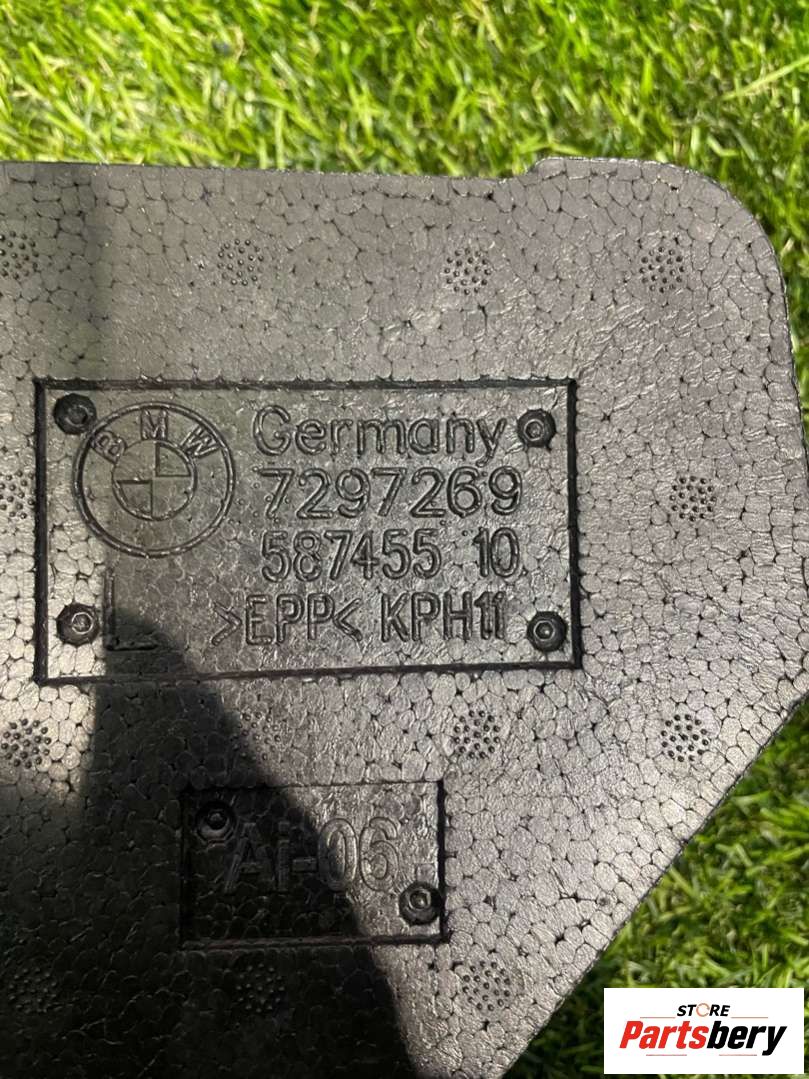 BMW
Germany
7297269
587455 10
L >EPP< KPH11
Ai-06
STORE
Partsbery